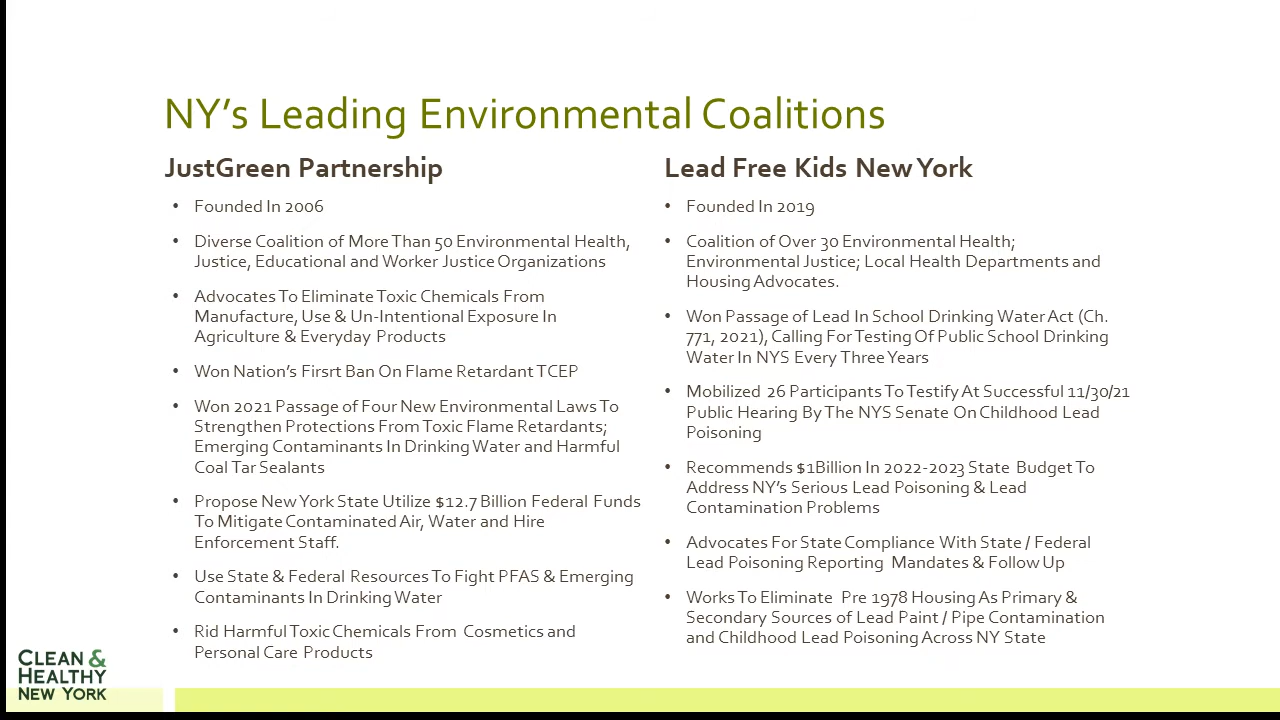 NY's Leading Environmental Coalitions
JustGreen Partnership
• Founded In 2006
• Diverse Coalition of More Than 50 Environmental Health,
Justice, Educational and Worker Justice Organizations
• Advocates To Eliminate Toxic Chemicals From
Manufacture, Use & Un-Intentional Exposure In
Agriculture & Everyday Products
• Won Nation's Firsrt Ban On Flame Retardant TCEP
• Won 2021 Passage of Four New Environmental Laws To
Strengthen Protections From Toxic Flame Retardants;
Emerging Contaminants In Drinking Water and Harmful
Coal Tar Sealants
• Propose New York State Utilize $12.7 Billion Federal Funds
To Mitigate Contaminated Air, Water and Hire
Enforcement Staff.
• Use State & Federal Resources To Fight PFAS & Emerging
Contaminants In Drinking Water
• Rid Harmful Toxic Chemicals From Cosmetics and
Personal Care Products
Lead Free Kids New York
• Founded In 2019
• Coalition of Over 30 Environmental Health;
Environmental Justice; Local Health Departments and
Housing Advocates.
• Won Passage of Lead In School Drinking Water Act (Ch.
771, 2021), Calling For Testing Of Public School Drinking
Water In NYS Every Three Years
• Mobilized 26 Participants To Testify At Successful 11/30/21
Public Hearing By The NYS Senate On Childhood Lead
Poisoning
• Recommends $1Billion In 2022-2023 State Budget To
Address NY's Serious Lead Poisoning & Lead
Contamination Problems
• Advocates For State Compliance With State / Federal
Lead Poisoning Reporting Mandates & Follow Up
• Works To Eliminate Pre 1978 Housing As Primary &
Secondary Sources of Lead Paint / Pipe Contamination
and Childhood Lead Poisoning Across NY State
CLEAN &
HEALTHY
NEW YORK